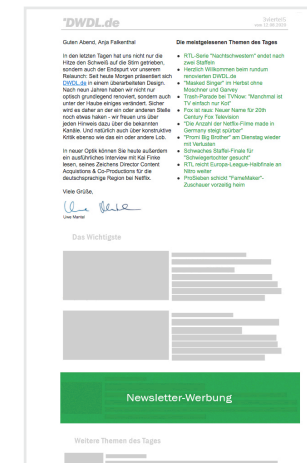 *DWDL.de
Guten Abend, Anja Falkenthal
In den letzten Tagen hat uns nicht nur die
Hitze den Schweiß auf die Stirn getrieben,
sondern auch der Endspurt vor unserem
Relaunch: Seit heute Morgen präsentiert sich
DWDL.de in einem überarbeiteten Design.
Nach neun Jahren haben wir nicht nur
optisch grundlegend renoviert, sondern auch
unter der Haube einiges verändert. Sicher
wird es daher an der ein oder anderen Stelle
noch etwas haken - wir freuen uns über
jeden Hinweis dazu über die bekannten
Kanäle. Und natürlich auch über konstruktive
Kritik ebenso wie das ein oder andere Lob.
In neuer Optik können Sie heute außerdem
ein ausführliches Interview mit Kai Finke
lesen, seines Zeichens Director Content
Acquistions & Co-Productions für die
deutschsprachige Region bei Netflix.
Viele Grüße,
Uwe Mantel
Die meistgelesenen Themen des Tages
• RTL-Serie "Nachtschwestern" endet nach
zwei Staffeln
• Herzlich Willkommen beim rundum
renovierten DWDL.de
• "Masked Singer" im Herbst ohne
Moschner und Garvey
• Trash-Parade bei TVNow: "Manchmal ist
TV einfach nur Kot"
• Fox ist raus: Neuer Name für 20th
Century Fox Television
• "Die Anzahl der Netflix-Filme made in
Germany steigt spürbar"
• "Promi Big Brother" am Dienstag wieder
mit Verlusten
• Schwaches Staffel-Finale für
"Schwiegertochter gesucht"
• RTL reicht Europa-League-Halbfinale an
Nitro weiter
• ProSieben schickt "FameMaker"-
Zuschauer vorzeitig heim
Das Wichtigste
Newsletter-Werbung
Weitere Themen des Tages